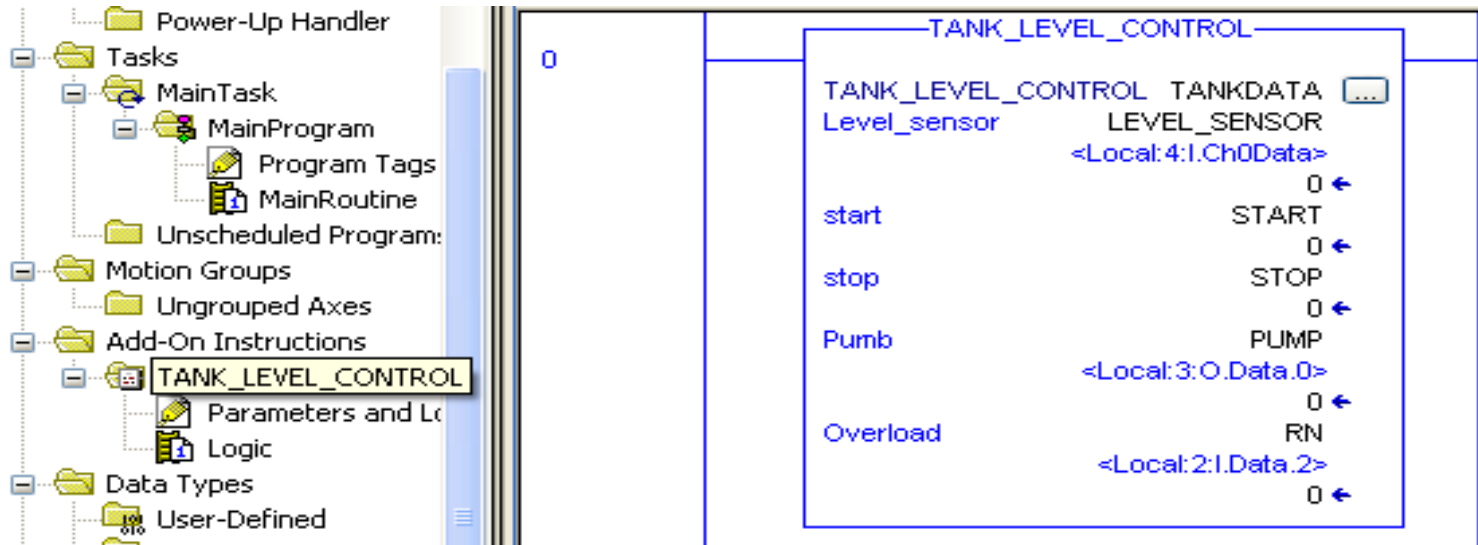 Power-Up Handler
Tasks
MainTask
MainProgram
Program Tags
MainRoutine
Unscheduled Program
Motion Groups
Ungrouped Axes
Add-On Instructions
TANK_LEVEL_CONTROL
Parameters and Lo
Logic
Data Types
User-Defined
0
TANK_LEVEL_CONTROL
TANK_LEVEL_CONTROL TANKDATA ...
Level_sensor LEVEL_SENSOR
<Local:4:I.Ch0Data>
0
start START
0
stop STOP
0
Pumb PUMP
<Local:3:O.Data.0>
0
Overload RN
<Local:2:I.Data.2>
0